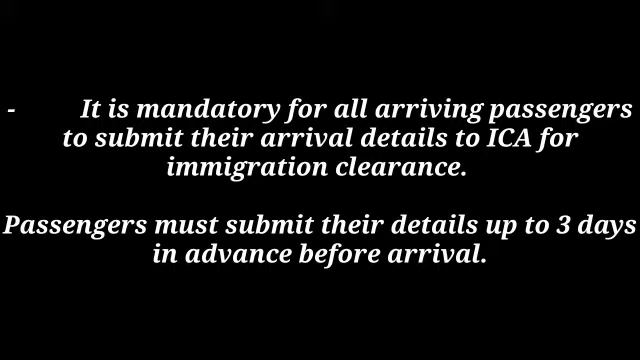 - It is mandatory for all arriving passengers
to submit their arrival details to ICA for
immigration clearance.
Passengers must submit their details up to 3 days
in advance before arrival.